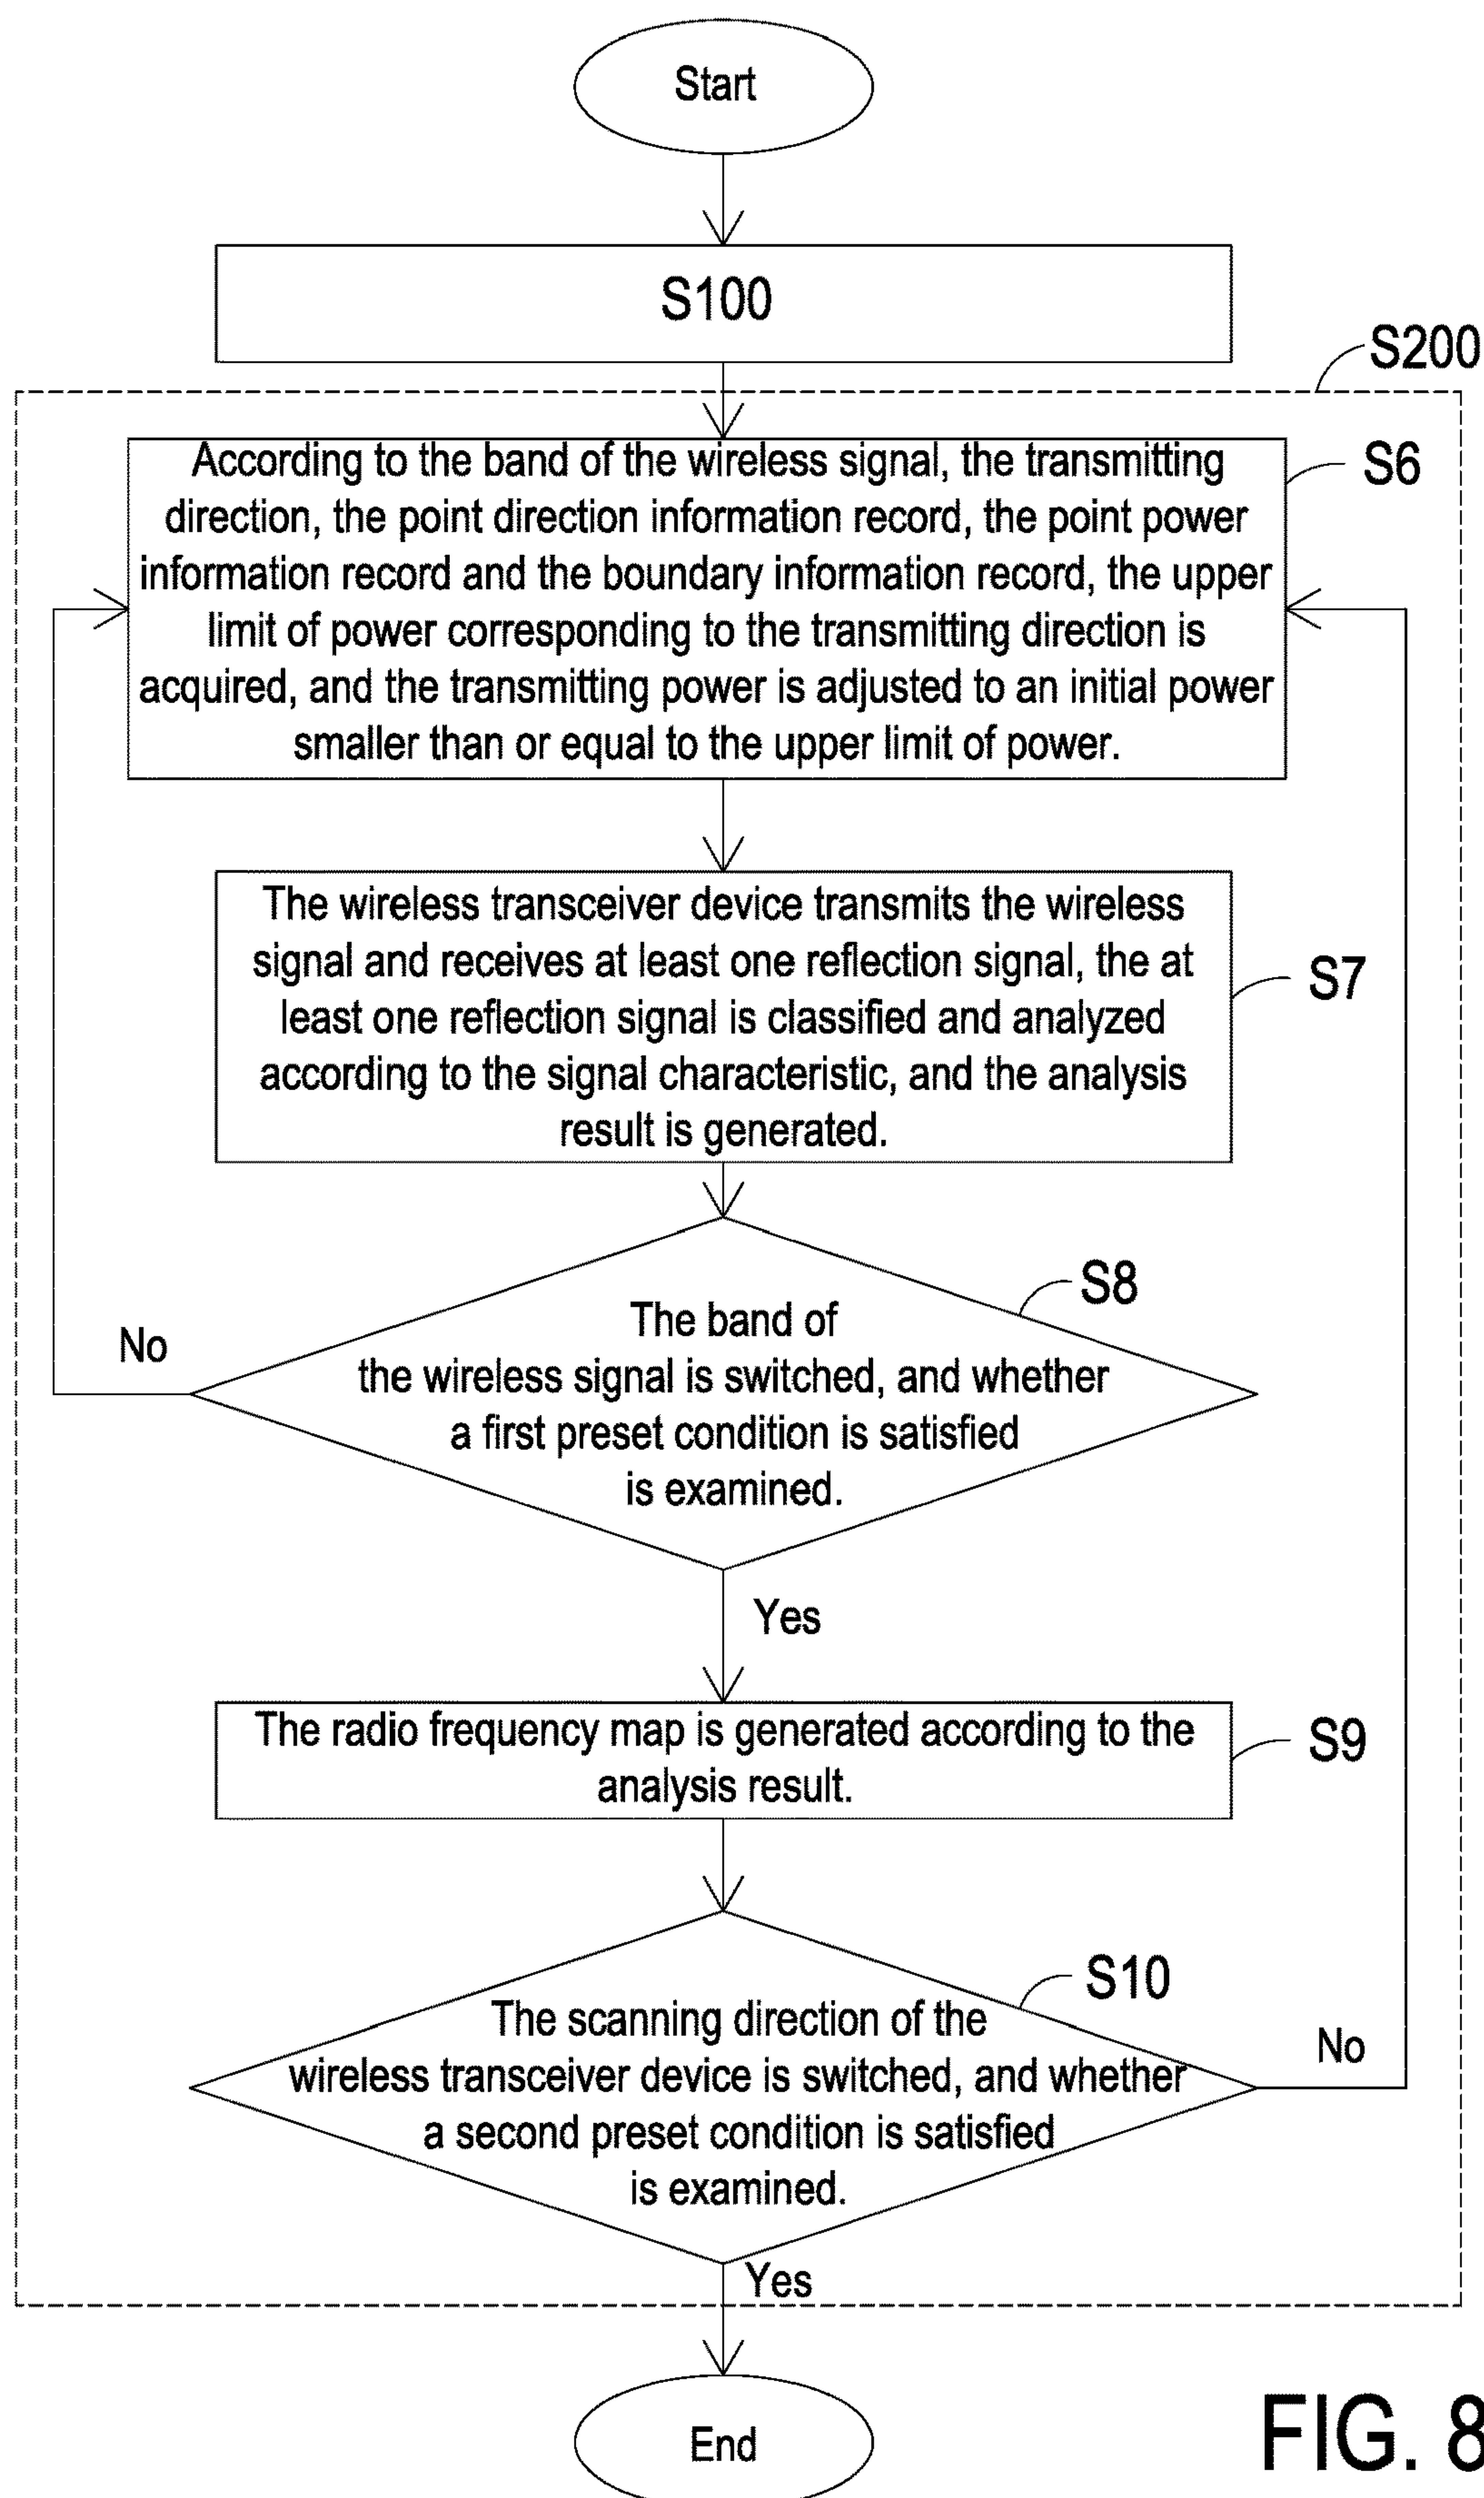 Start
S100
S200
According to the band of the wireless signal, the transmitting
direction, the point direction information record, the point power
information record and the boundary information record, the upper
limit of power corresponding to the transmitting direction is
acquired, and the transmitting power is adjusted to an initial power
smaller than or equal to the upper limit of power.
S6
The wireless transceiver device transmits the wireless
signal and receives at least one reflection signal, the at
least one reflection signal is classified and analyzed
according to the signal characteristic, and the analysis
result is generated.
S7
S8
The band of
the wireless signal is switched, and whether
a first preset condition is satisfied
is examined.
No
Yes
The radio frequency map is generated according to the
analysis result.
S9
S10
The scanning direction of the
wireless transceiver device is switched, and whether
a second preset condition is satisfied
is examined.
No
Yes
End
FIG. 8